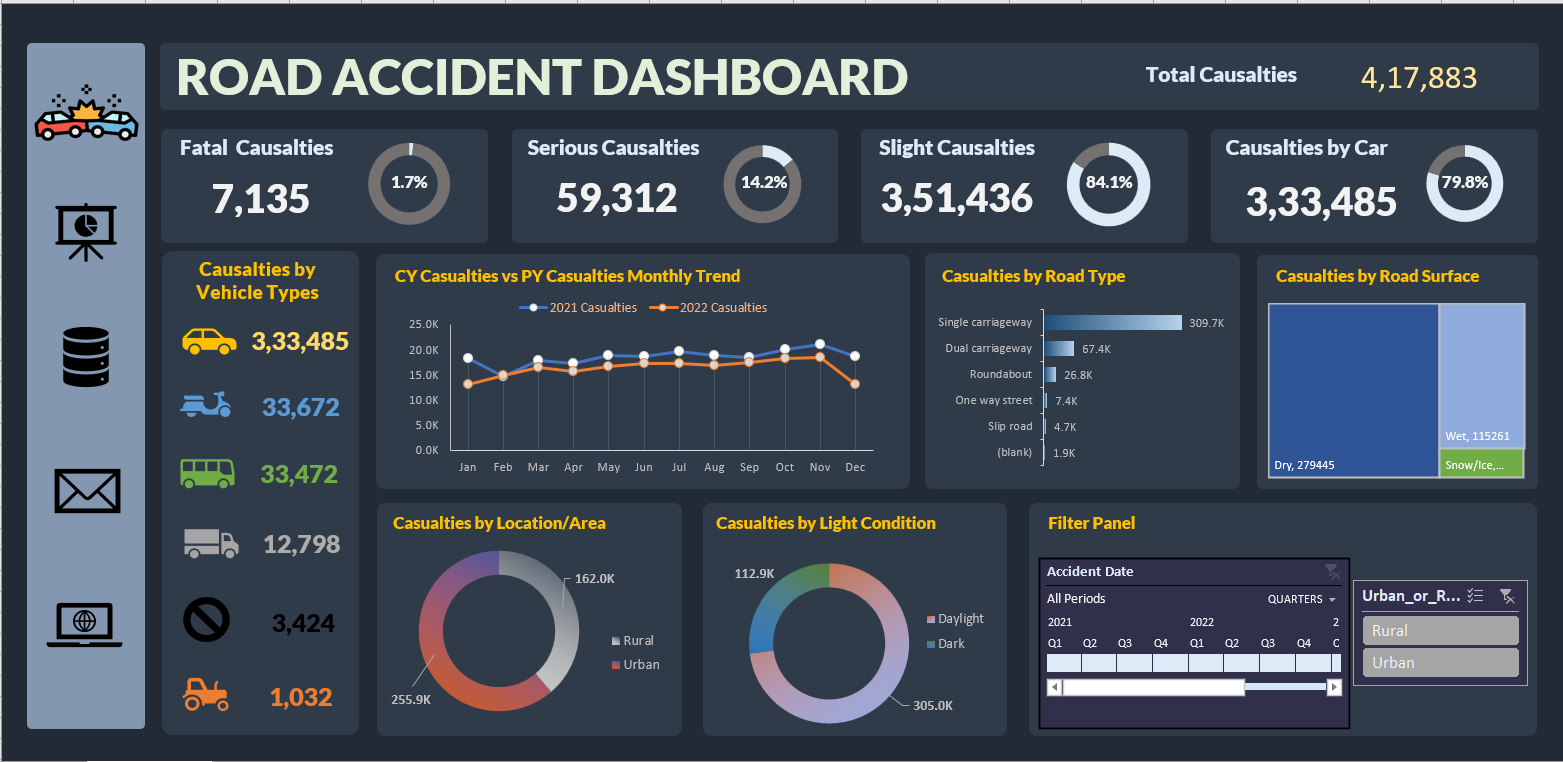 ROAD ACCIDENT DASHBOARD
Total Causalties
4,17,883
Fatal Causalties
7,135
1.7%
Serious Causalties
59,312
14.2%
Slight Causalties
3,51,436
84.1%
Causalties by Car
3,33,485
79.8%
Causalties by
Vehicle Types
3,33,485
33,672
33,472
12,798
3,424
1,032
CY Casualties vs PY Casualties Monthly Trend
2021 Casualties
2022 Casualties
25.0K
20.0K
15.0K
10.0K
5.0K
0.0K
Jan Feb Mar Apr May Jun Jul Aug Sep Oct Nov Dec
Casualties by Road Type
Single carriageway 309.7K
Dual carriageway 67.4K
Roundabout 26.8K
One way street 7.4K
Slip road 4.7K
(blank) 1.9K
Casualties by Road Surface
Wet, 115261
Dry, 279445
Snow/Ice,...
Casualties by Location/Area
162.0K
Rural
Urban
255.9K
Casualties by Light Condition
112.9K
Daylight
Dark
305.0K
Filter Panel
Accident Date
All Periods
QUARTERS
2021 2022 2
Q1 Q2 Q3 Q4 Q1 Q2 Q3 Q4 C
Urban_or_R...
Rural
Urban